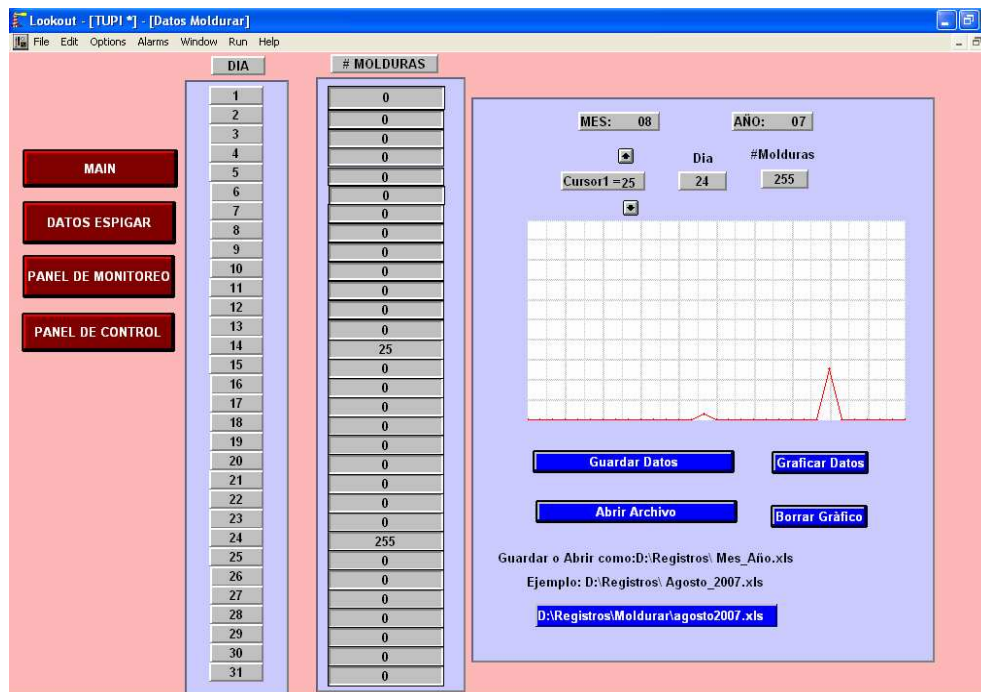 Lookout - [TUPI *] - [Datos Moldurar]
File Edit Options Alarms Window Run Help
DIA # MOLDURAS
1 0
2 0
3 0
4 0
5 0
6 0
7 0
8 0
9 0
10 0
11 0
12 0
13 0
14 25
15 0
16 0
17 0
18 0
19 0
20 0
21 0
22 0
23 0
24 255
25 0
26 0
27 0
28 0
29 0
30 0
31 0
MAIN
DATOS ESPIGAR
PANEL DE MONITOREO
PANEL DE CONTROL
MES: 08 AÑO: 07
Dia #Molduras
Cursor1 =25 24 255
Guardar Datos Graficar Datos
Abrir Archivo Borrar Gràfico
Guardar o Abrir como:D:\Registros\ Mes_Año.xls
Ejemplo: D:\Registros\ Agosto_2007.xls
D:\Registros\Moldurar\agosto2007.xls